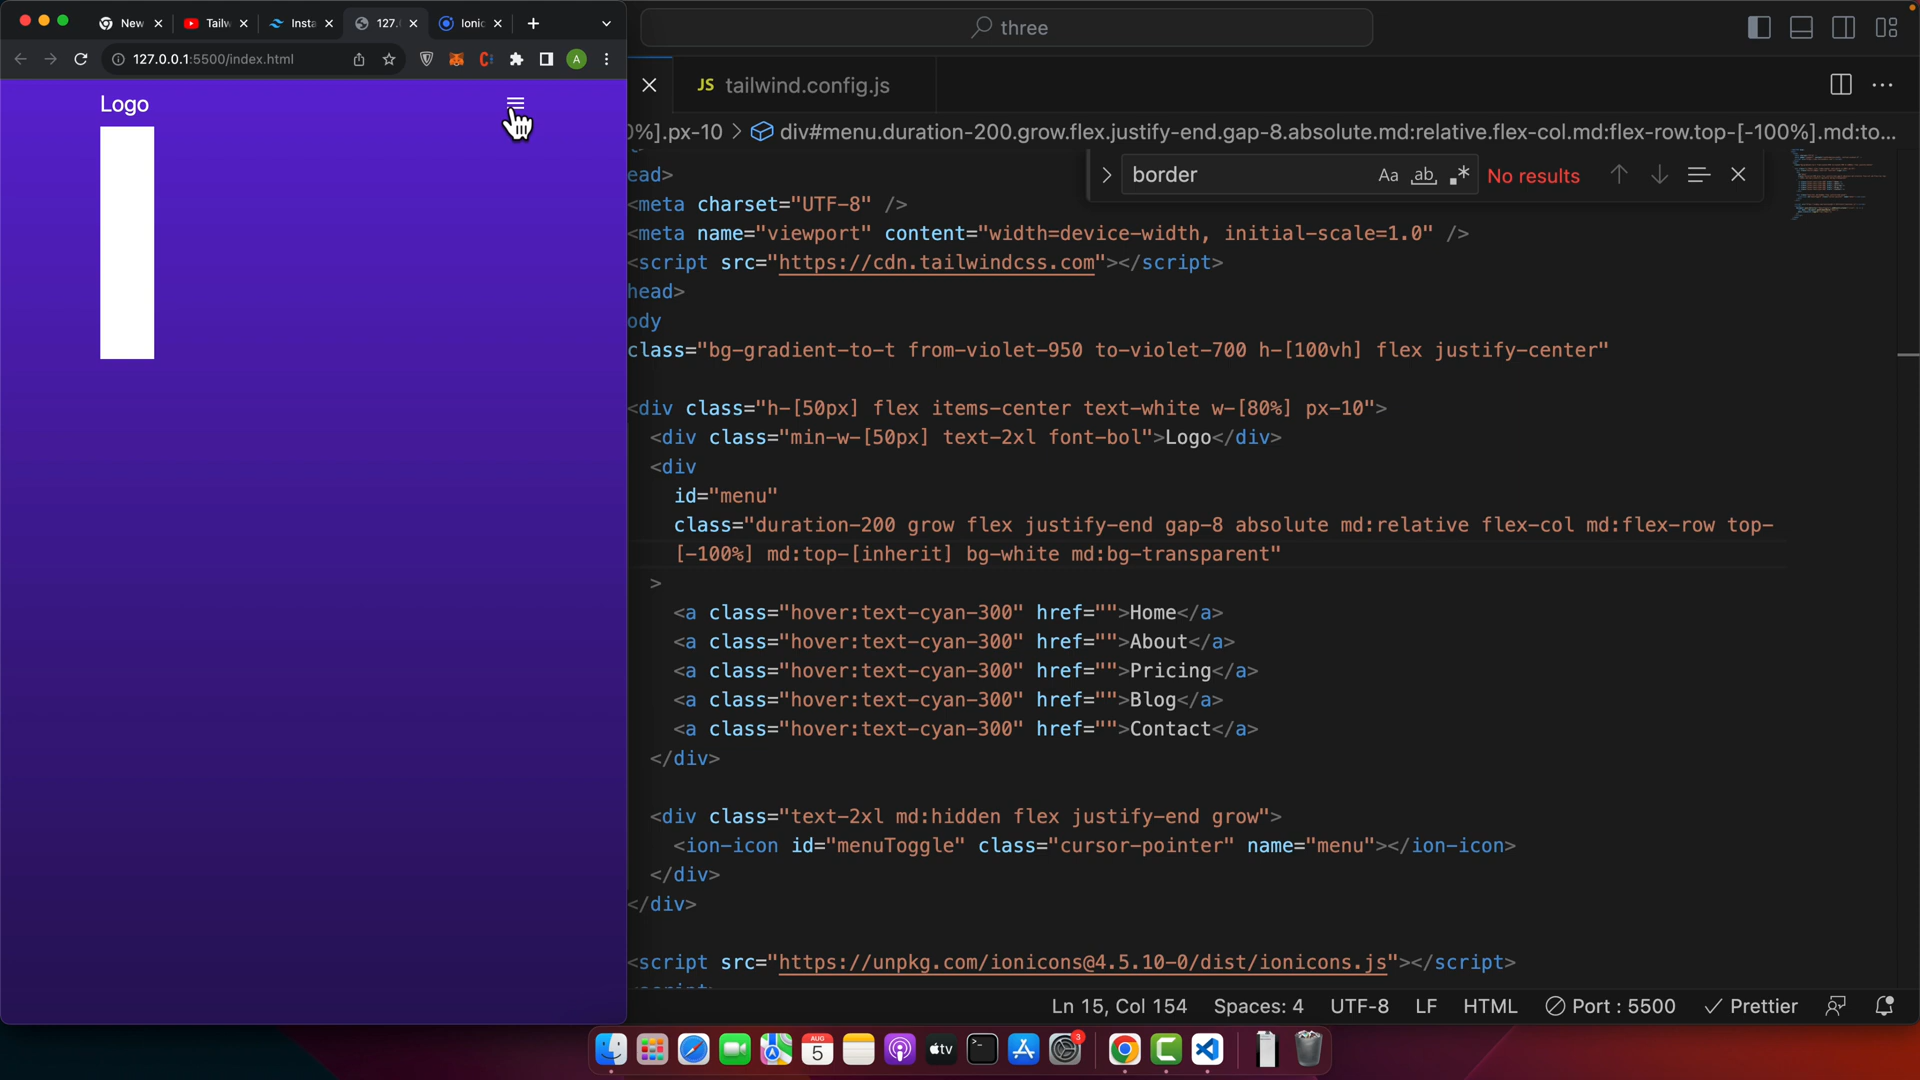 New
Tailw
Insta
127.
Ionic
127.0.0.1:5500/index.html
A
Logo
three
JS tailwind.config.js
0%].px-10 > div#menu.duration-200.grow.flex.justify-end.gap-8.absolute.md:relative.flex-col.md:flex-row.top-[-100%].md:to...
border
Aa ab
No results
ead>
<meta charset="UTF-8" />
<meta name="viewport" content="width=device-width, initial-scale=1.0" />
<script src="https://cdn.tailwindcss.com"></script>
head>
ody
class="bg-gradient-to-t from-violet-950 to-violet-700 h-[100vh] flex justify-center"
<div class="h-[50px] flex items-center text-white w-[80%] px-10">
<div class="min-w-[50px] text-2xl font-bol">Logo</div>
<div
id="menu"
class="duration-200 grow flex justify-end gap-8 absolute md:relative flex-col md:flex-row top-
[-100%] md:top-[inherit] bg-white md:bg-transparent"
>
<a class="hover:text-cyan-300" href="">Home</a>
<a class="hover:text-cyan-300" href="">About</a>
<a class="hover:text-cyan-300" href="">Pricing</a>
<a class="hover:text-cyan-300" href="">Blog</a>
<a class="hover:text-cyan-300" href="">Contact</a>
</div>
<div class="text-2xl md:hidden flex justify-end grow">
<ion-icon id="menuToggle" class="cursor-pointer" name="menu"></ion-icon>
</div>
</div>
<script src="https://unpkg.com/ionicons@4.5.10-0/dist/ionicons.js"></script>
Ln 15, Col 154 Spaces: 4 UTF-8 LF HTML Port : 5500 Prettier
AUG
5
tv
3